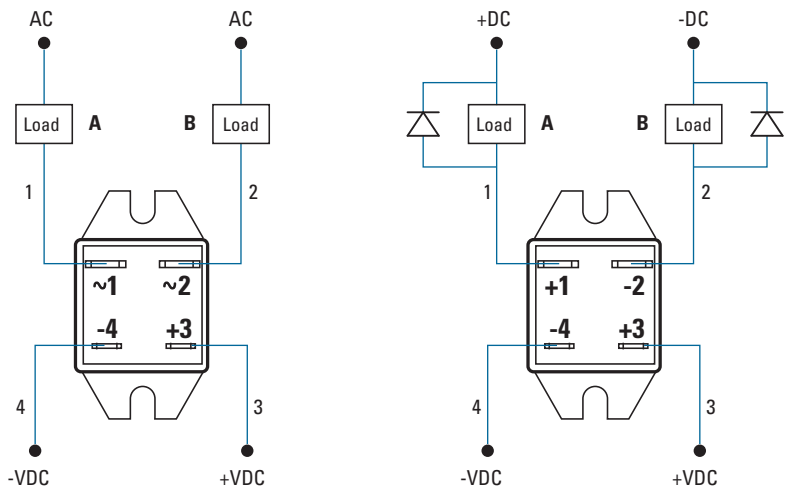 AC AC +DC -DC
Load A B Load Load A B Load
1 2 1 2
~1 ~2 +1 -2
-4 +3 -4 +3
4 3 4 3
-VDC +VDC -VDC +VDC